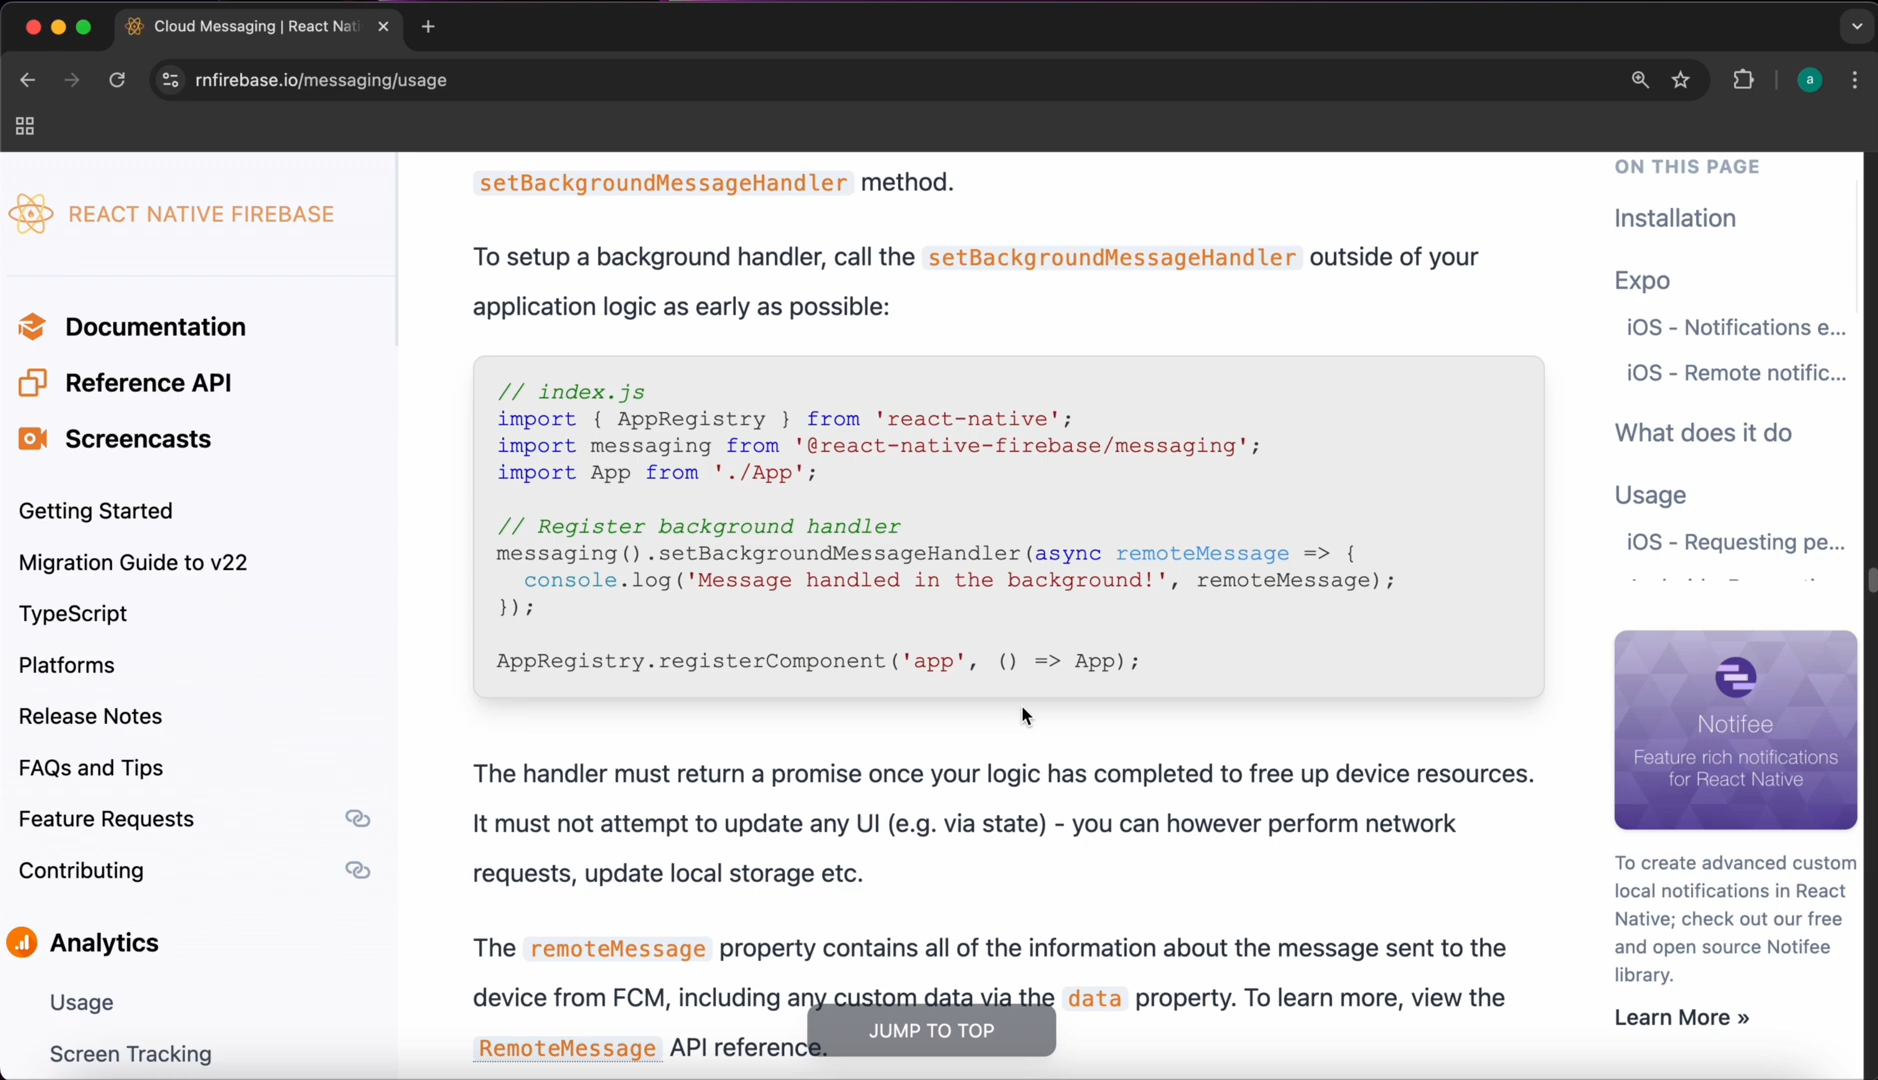 Cloud Messaging | React Nati
rnfirebase.io/messaging/usage
a
REACT NATIVE FIREBASE
Documentation
Reference API
Screencasts
Getting Started
Migration Guide to v22
TypeScript
Platforms
Release Notes
FAQs and Tips
Feature Requests
Contributing
Analytics
Usage
Screen Tracking
setBackgroundMessageHandler method.
To setup a background handler, call the setBackgroundMessageHandler outside of your
application logic as early as possible:
// index.js
import { AppRegistry } from 'react-native';
import messaging from '@react-native-firebase/messaging';
import App from './App';
// Register background handler
messaging().setBackgroundMessageHandler(async remoteMessage => {
console.log('Message handled in the background!', remoteMessage);
});
AppRegistry.registerComponent('app', () => App);
The handler must return a promise once your logic has completed to free up device resources.
It must not attempt to update any UI (e.g. via state) - you can however perform network
requests, update local storage etc.
The remoteMessage property contains all of the information about the message sent to the
device from FCM, including any custom data via the data property. To learn more, view the
RemoteMessage API reference.
JUMP TO TOP
ON THIS PAGE
Installation
Expo
iOS - Notifications e...
iOS - Remote notific...
What does it do
Usage
iOS - Requesting pe...
Notifee
Feature rich notifications
for React Native
To create advanced custom
local notifications in React
Native; check out our free
and open source Notifee
library.
Learn More »